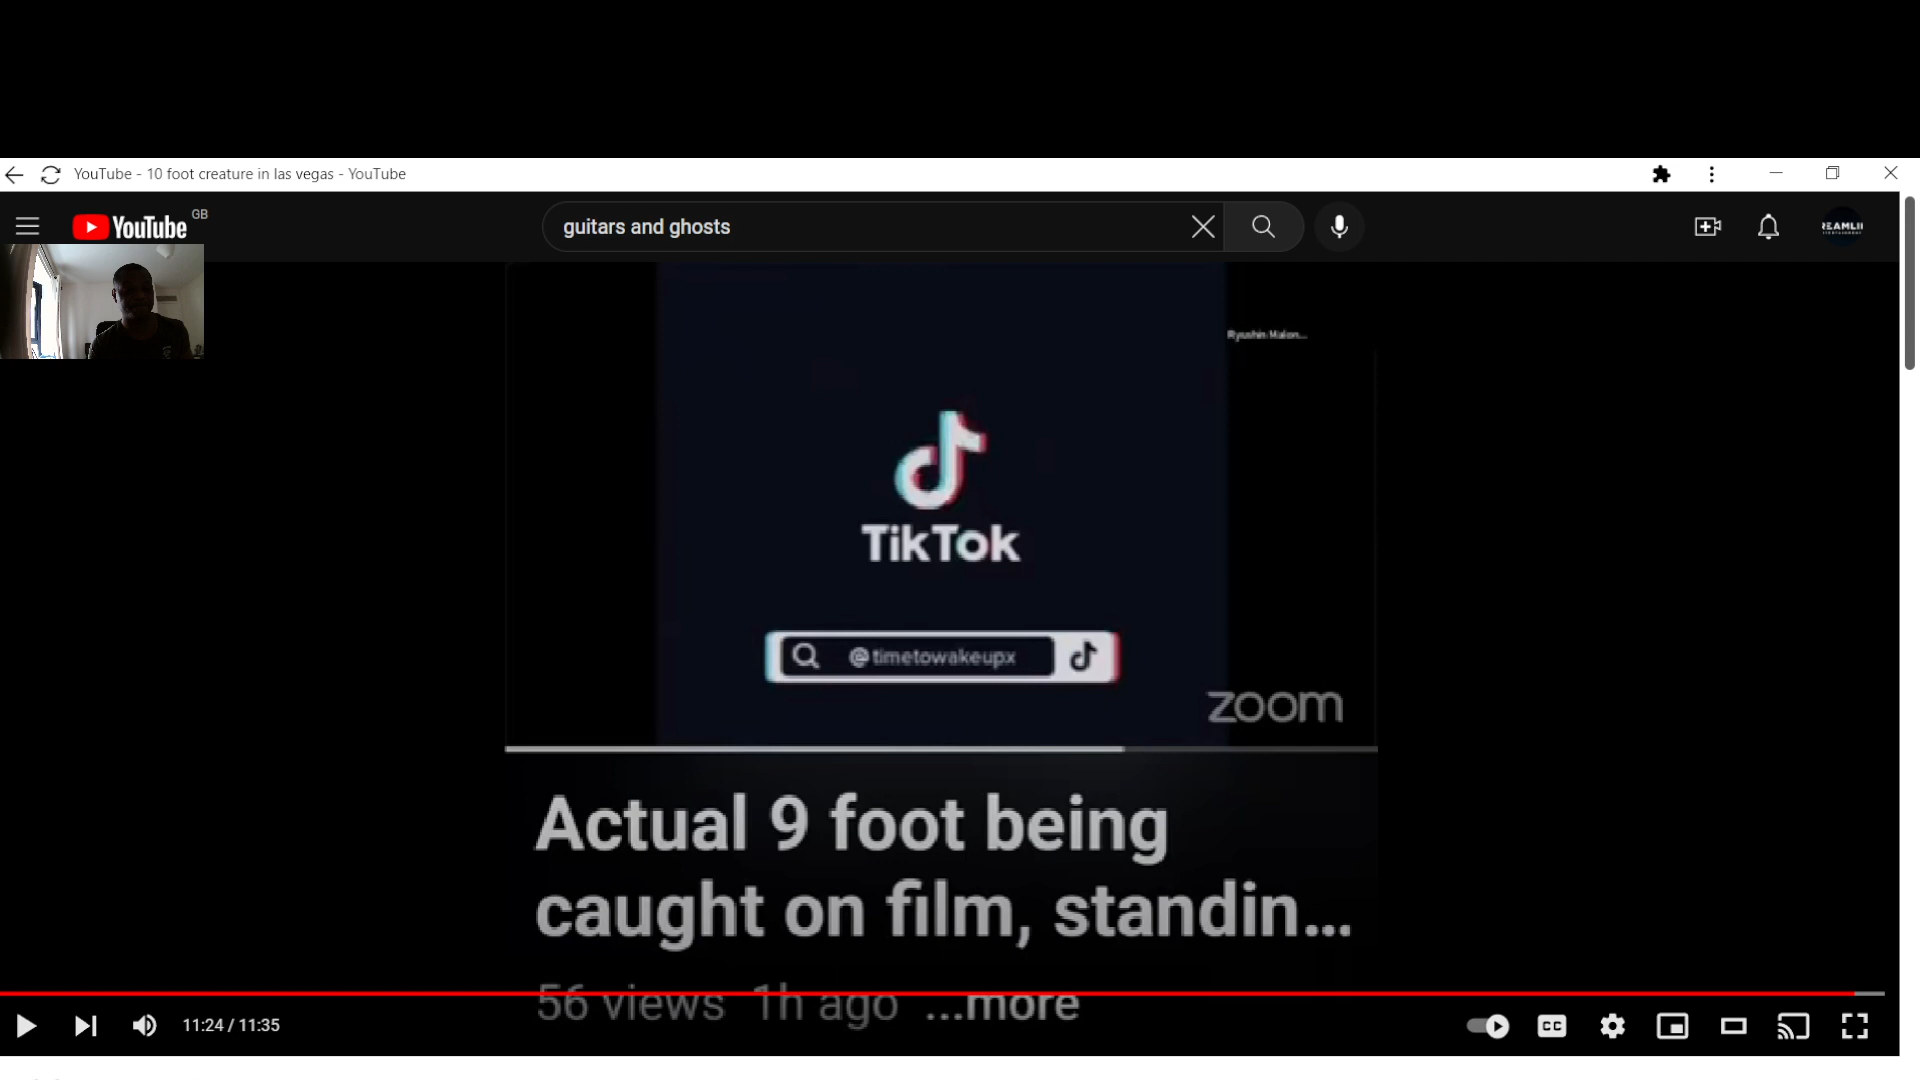 YouTube - 10 foot creature in las vegas - YouTube
YouTube GB
guitars and ghosts
TikTok
@timetowakeupx
zoom
Actual 9 foot being
caught on film, standin...
56 views 1h ago ...more
11:24 / 11:35
CC